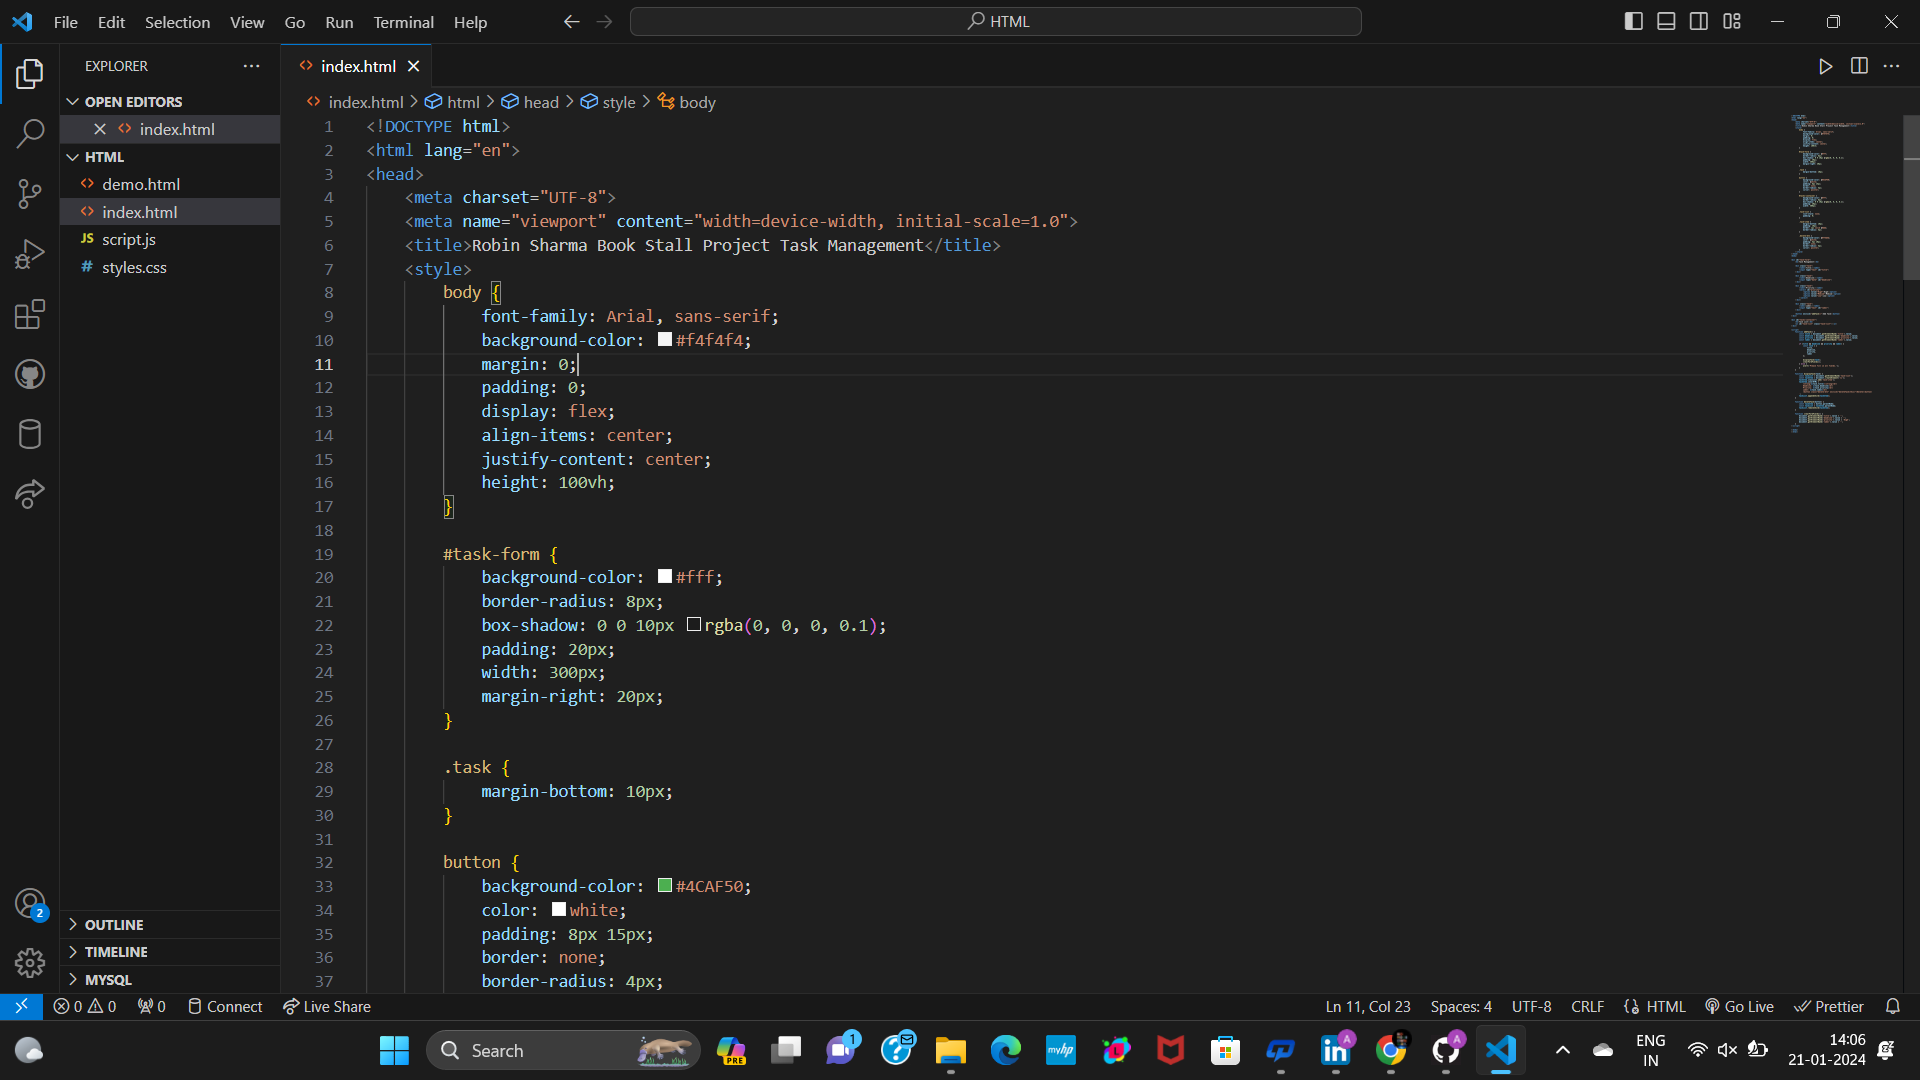 File Edit Selection View Go Run Terminal Help
HTML
EXPLORER
OPEN EDITORS
index.html
HTML
demo.html
index.html
script.js
styles.css
OUTLINE
TIMELINE
MYSQL
index.html
index.html > html > head > style > body
1 <!DOCTYPE html>
2 <html lang="en">
3 <head>
4 <meta charset="UTF-8">
5 <meta name="viewport" content="width=device-width, initial-scale=1.0">
6 <title>Robin Sharma Book Stall Project Task Management</title>
7 <style>
8 body {
9 font-family: Arial, sans-serif;
10 background-color: #f4f4f4;
11 margin: 0;
12 padding: 0;
13 display: flex;
14 align-items: center;
15 justify-content: center;
16 height: 100vh;
17 }
18
19 #task-form {
20 background-color: #fff;
21 border-radius: 8px;
22 box-shadow: 0 0 10px rgba(0, 0, 0, 0.1);
23 padding: 20px;
24 width: 300px;
25 margin-right: 20px;
26 }
27
28 .task {
29 margin-bottom: 10px;
30 }
31
32 button {
33 background-color: #4CAF50;
34 color: white;
35 padding: 8px 15px;
36 border: none;
37 border-radius: 4px;
2
0 0 0 Connect Live Share Ln 11, Col 23 Spaces: 4 UTF-8 CRLF {} HTML Go Live Prettier
Search PRE 1 myhp in A A
ENG
IN
14:06
21-01-2024